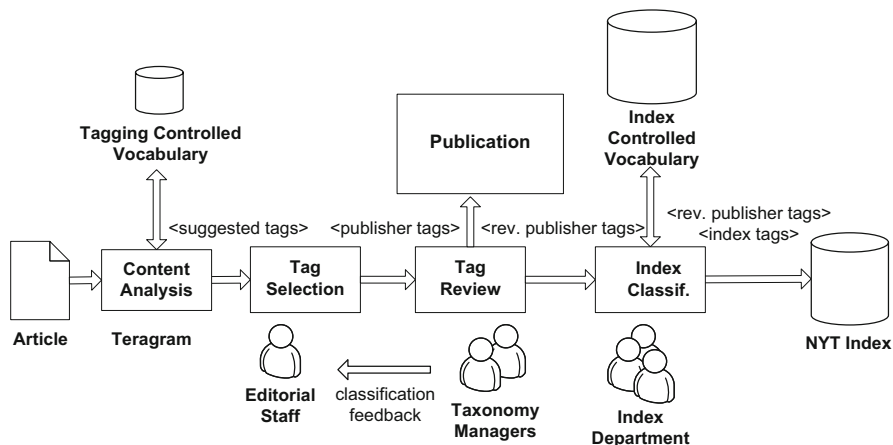 Tagging Controlled
Vocabulary
Publication
Index
Controlled
Vocabulary
<suggested tags>
<publisher tags>
<rev. publisher tags>
<rev. publisher tags>
<index tags>
Content
Analysis
Tag
Selection
Tag
Review
Index
Classif.
Article
Teragram
NYT Index
Editorial
Staff
classification
feedback
Taxonomy
Managers
Index
Department